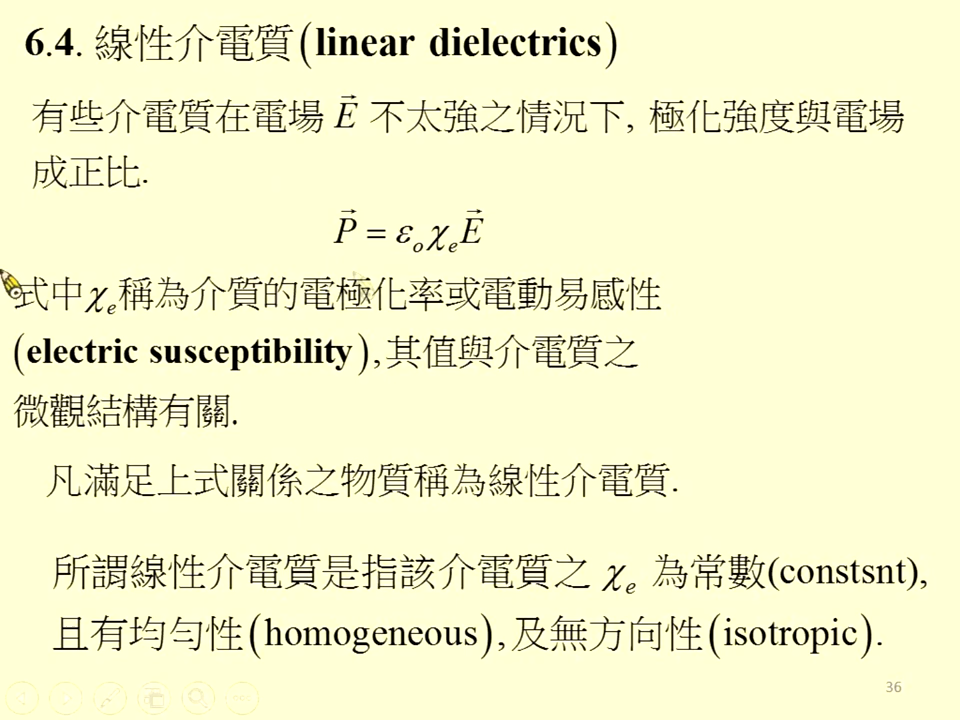 6.4. 線性介電質(linear dielectrics)
有些介電質在電場 E⃗ 不太強之情況下, 極化強度與電場
成正比.
P⃗ = εₒχₑE⃗
式中χₑ稱為介質的電極化率或電動易感性
(electric susceptibility),其值與介電質之
微觀結構有關.
凡滿足上式關係之物質稱為線性介電質.
所謂線性介電質是指該介電質之 χₑ 為常數(constsnt),
且有均勻性(homogeneous),及無方向性(isotropic).
36